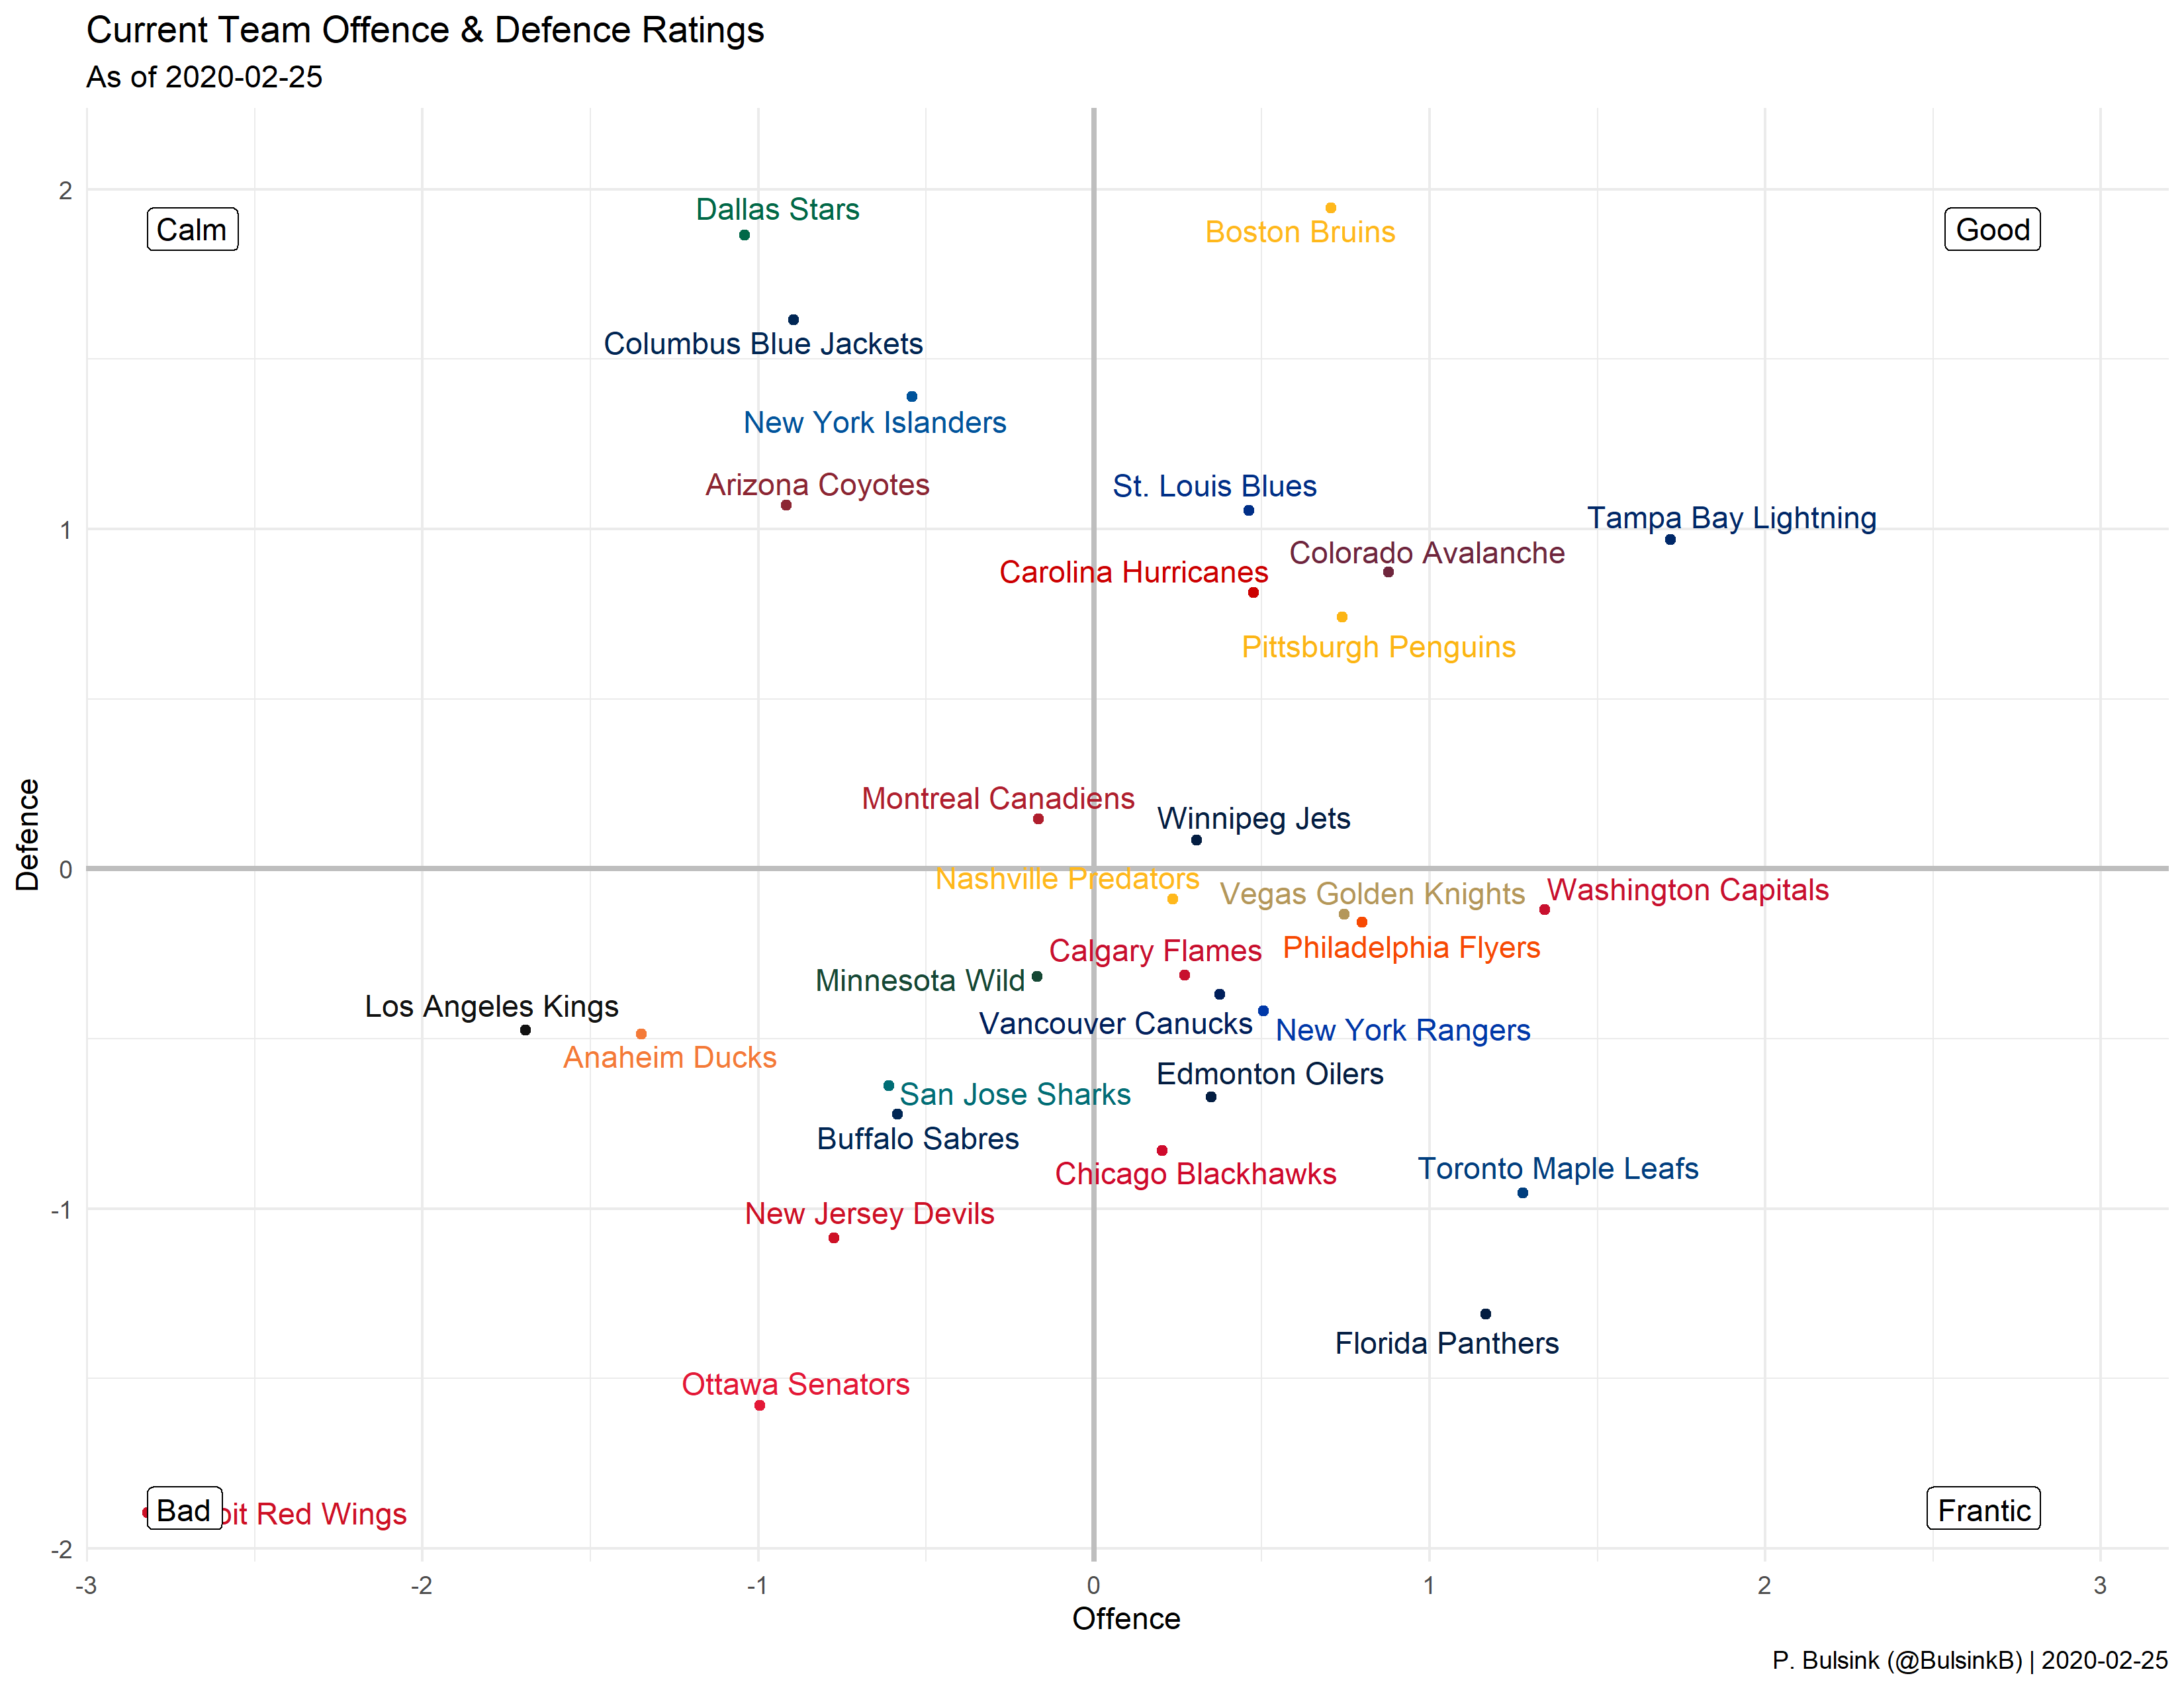 Current Team Offence & Defence Ratings
As of 2020-02-25
2
Dallas Stars
Calm
Boston Bruins
Good
Columbus Blue Jackets
New York Islanders
Arizona Coyotes
St. Louis Blues
Tampa Bay Lightning
1
Colorado Avalanche
Carolina Hurricanes
Pittsburgh Penguins
Montreal Canadiens
Winnipeg Jets
Defence
0
Nashville Predators
Vegas Golden Knights
Washington Capitals
Philadelphia Flyers
Calgary Flames
Minnesota Wild
Los Angeles Kings
Vancouver Canucks
New York Rangers
Anaheim Ducks
Edmonton Oilers
San Jose Sharks
Buffalo Sabres
Chicago Blackhawks
Toronto Maple Leafs
-1
New Jersey Devils
Florida Panthers
Ottawa Senators
Bad
Red Wings
Frantic
-2
-3
-2
-1
0
1
2
3
Offence
P. Bulsink (@BulsinkB) | 2020-02-25